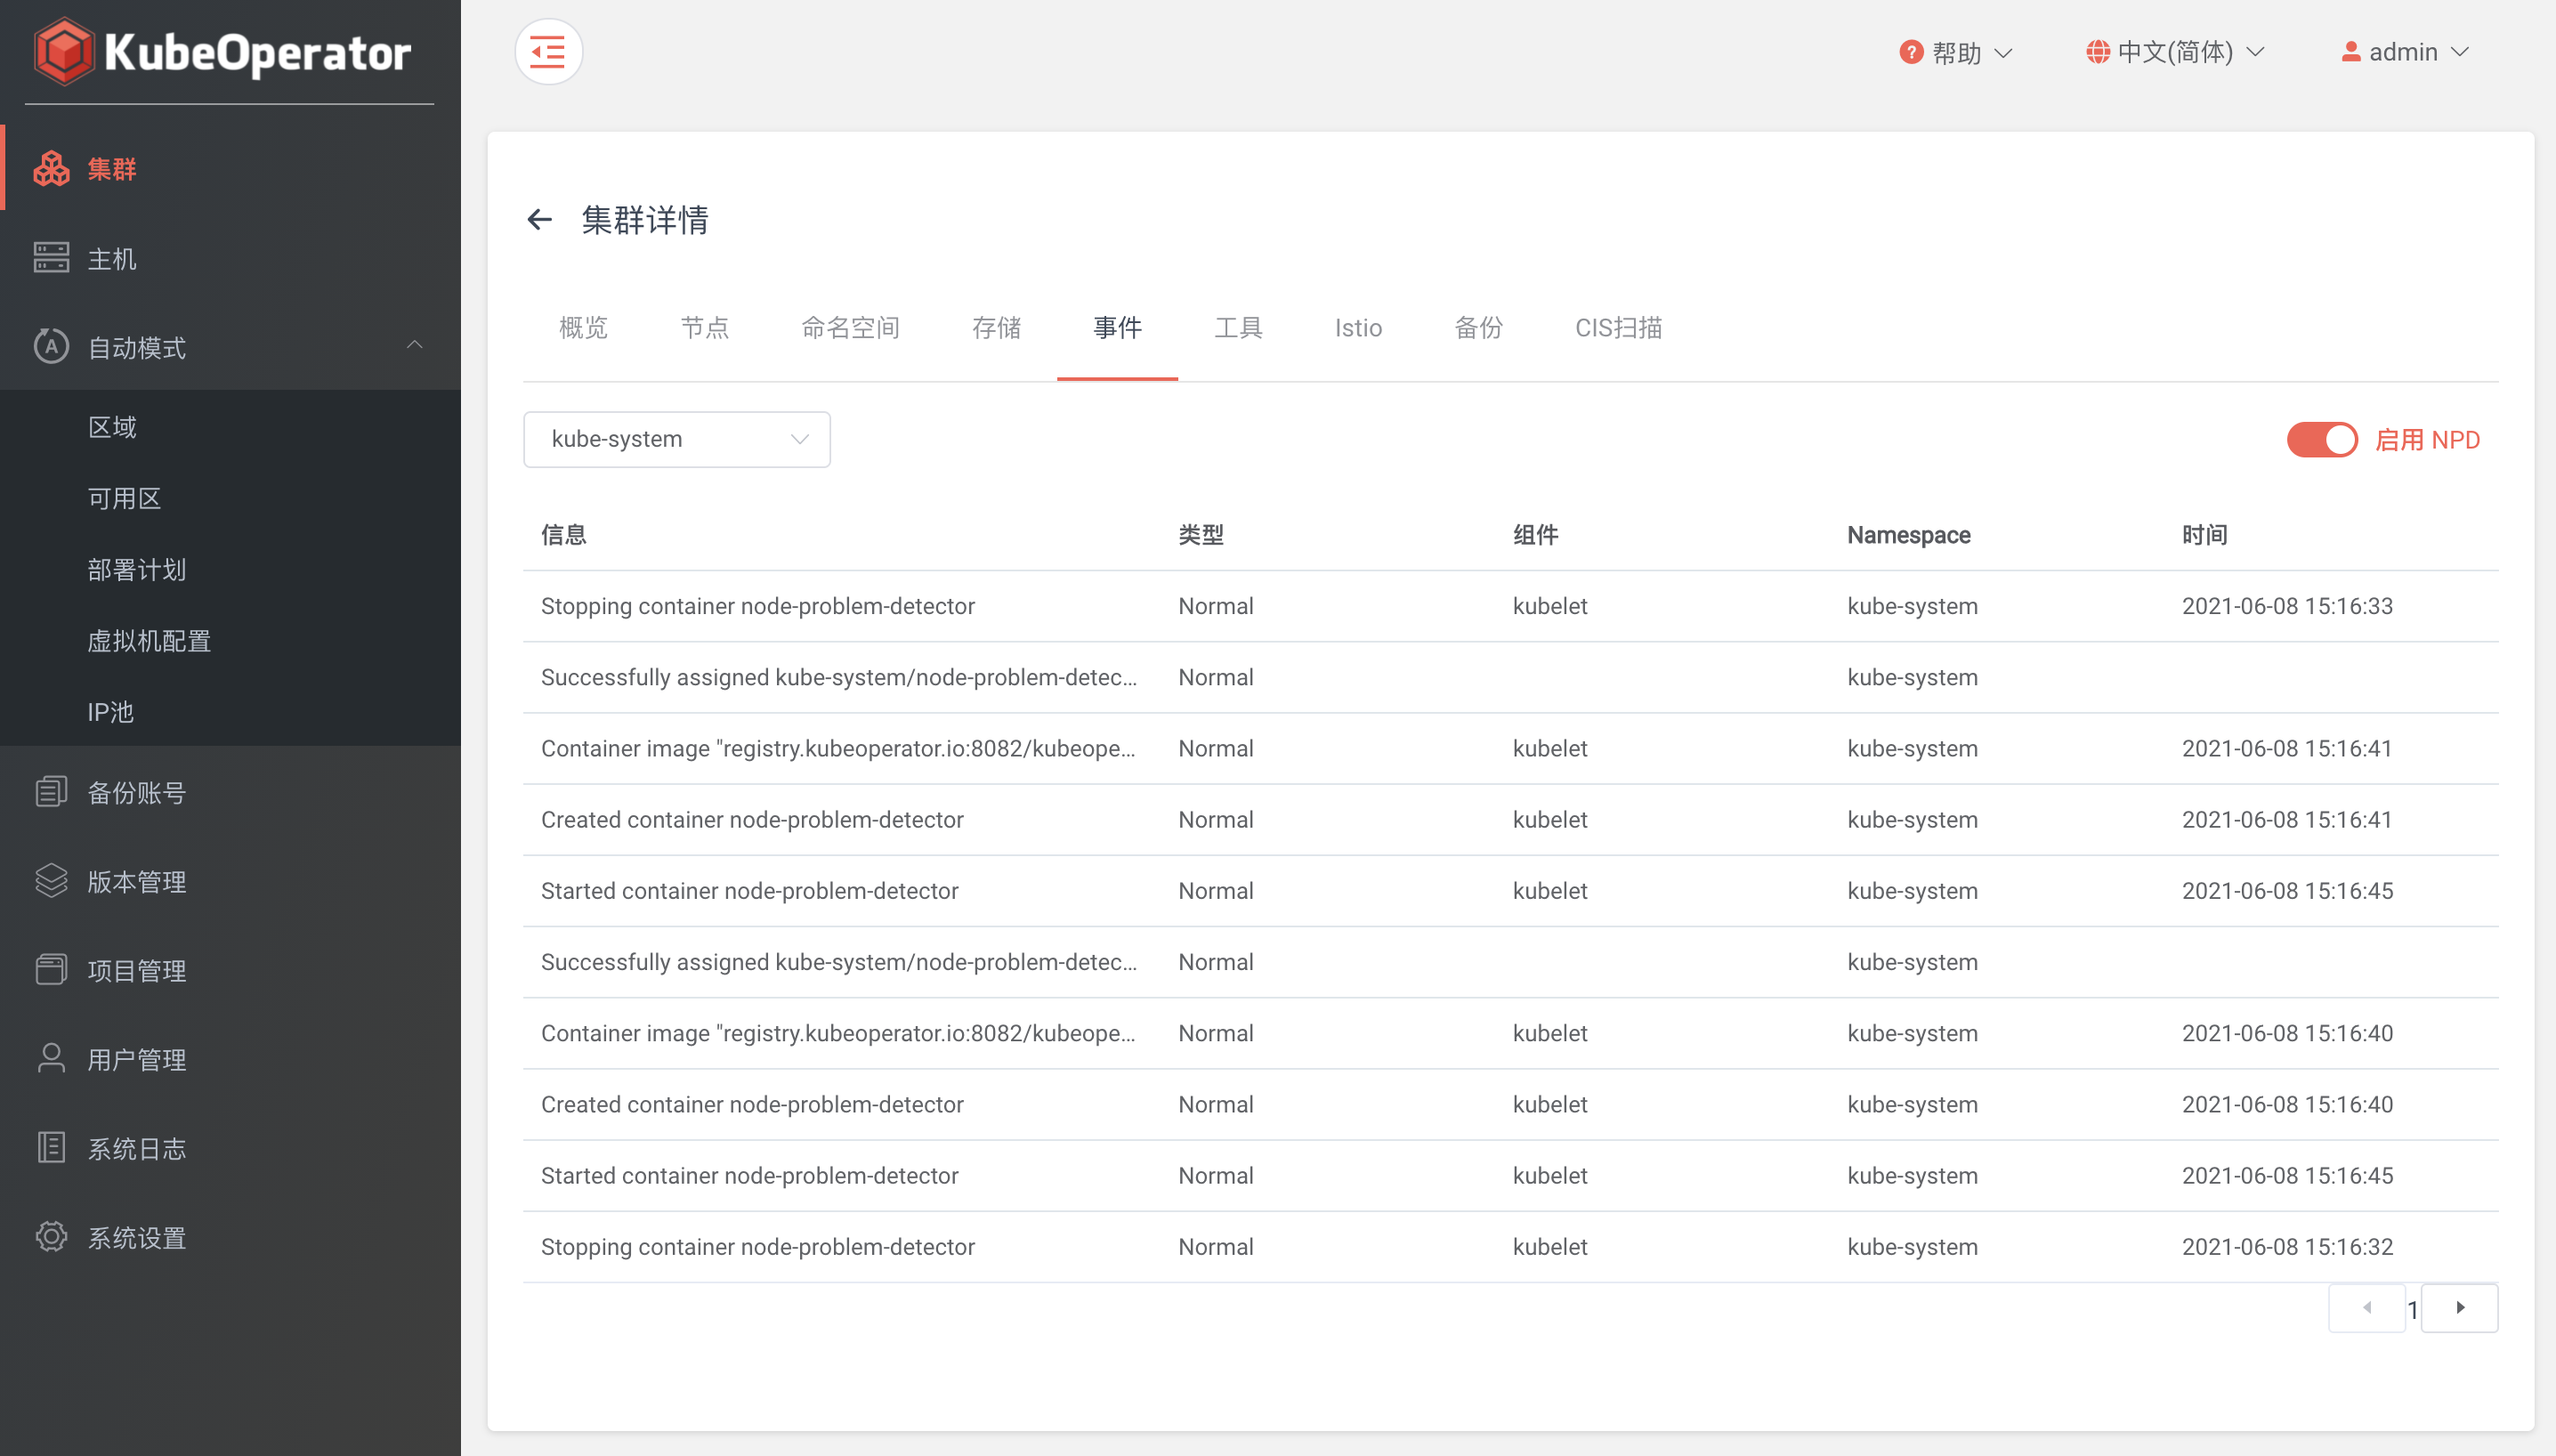 KubeOperator
集群
主机
自动模式
区域
可用区
部署计划
虚拟机配置
IP池
备份账号
版本管理
项目管理
用户管理
系统日志
系统设置
帮助
中文(简体)
admin
集群详情
概览 节点 命名空间 存储 事件 工具 Istio 备份 CIS扫描
kube-system
启用 NPD
信息 类型 组件 Namespace 时间
Stopping container node-problem-detector Normal kubelet kube-system 2021-06-08 15:16:33
Successfully assigned kube-system/node-problem-detec... Normal kube-system
Container image "registry.kubeoperator.io:8082/kubeope... Normal kubelet kube-system 2021-06-08 15:16:41
Created container node-problem-detector Normal kubelet kube-system 2021-06-08 15:16:41
Started container node-problem-detector Normal kubelet kube-system 2021-06-08 15:16:45
Successfully assigned kube-system/node-problem-detec... Normal kube-system
Container image "registry.kubeoperator.io:8082/kubeope... Normal kubelet kube-system 2021-06-08 15:16:40
Created container node-problem-detector Normal kubelet kube-system 2021-06-08 15:16:40
Started container node-problem-detector Normal kubelet kube-system 2021-06-08 15:16:45
Stopping container node-problem-detector Normal kubelet kube-system 2021-06-08 15:16:32
1